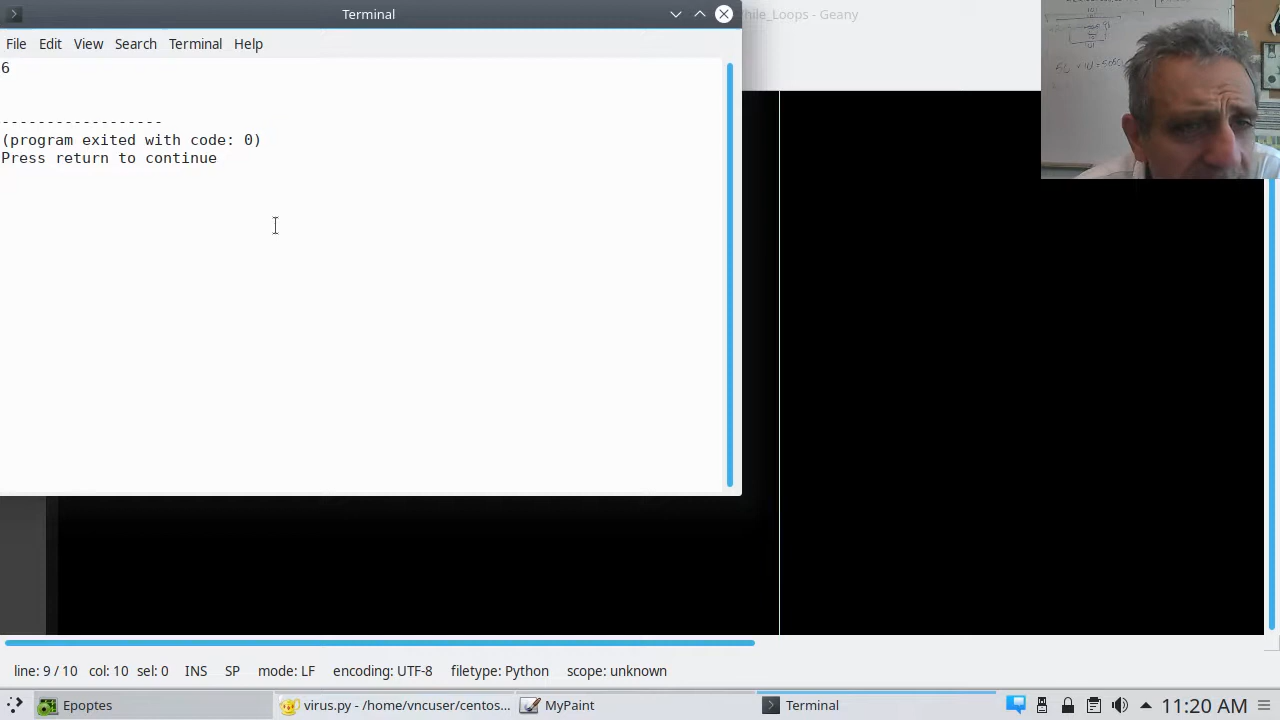 Terminal
hile_Loops - Geany
File Edit View Search Terminal Help
6
------------------
(program exited with code: 0)
Press return to continue
line: 9 / 10 col: 10 sel: 0 INS SP mode: LF encoding: UTF-8 filetype: Python scope: unknown
Epoptes virus.py - /home/vncuser/centos... Mypaint Terminal 11:20 AM